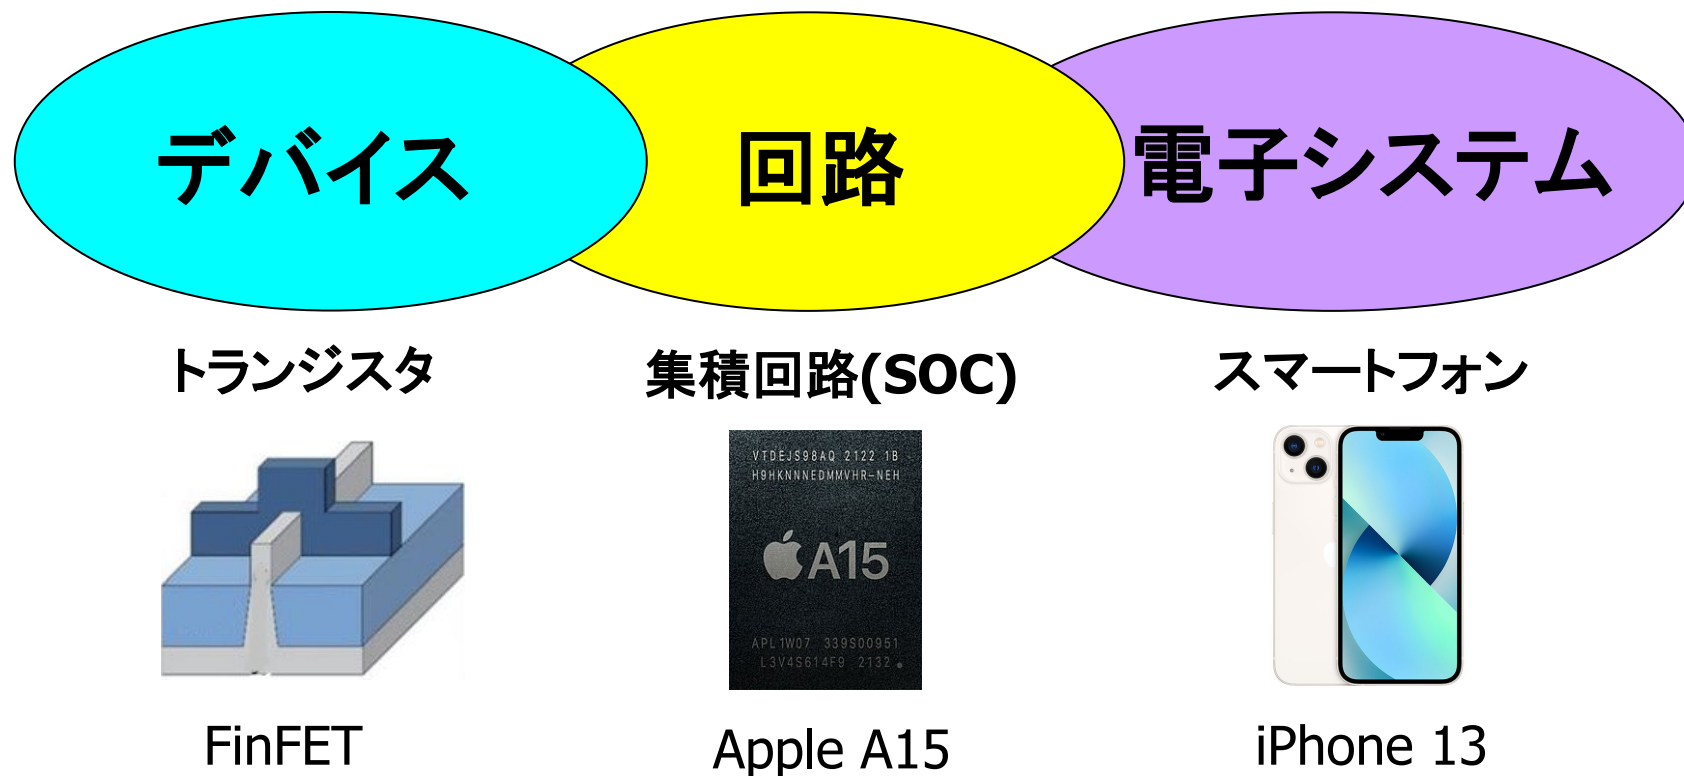 デバイス
回路
電子システム
トランジスタ
集積回路(SOC)
スマートフォン
VTDEJS98AQ 2122 1B
H9HKNNNEDMMVHR-NEH
A15
APL1W07 339S00951
L3V4S614F9 2132
FinFET
Apple A15
iPhone 13